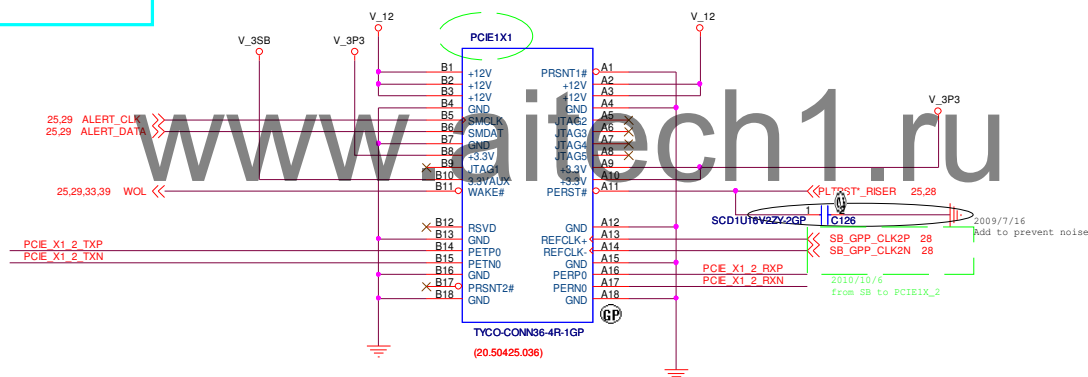 V_12
V_12
V_3SB
V_3P3
PCIE1X1
V_3P3
B1 +12V PRSNT1# A1
B2 +12V +12V A2
B3 +12V +12V A3
B4 GND GND A4
25,29 ALERT_CLK B5 SMCLK JTAG2 A5
25,29 ALERT_DATA B6 SMDAT JTAG3 A6
B7 GND JTAG4 A7
B8 +3.3V JTAG5 A8
B9 JTAG1 +3.3V A9
B10 3.3VAUX +3.3V A10
25,29,33,39 WOL B11 WAKE# PERST# A11 PLTRST*_RISER 25,28
www.aitech1.ru
SCD1U16V2ZY-2GP 1 C126
2009/7/16
Add to prevent noise
B12 RSVD GND A12
B13 GND REFCLK+ A13 SB_GPP_CLK2P 28
PCIE_X1_2_TXP B14 PETP0 REFCLK- A14 SB_GPP_CLK2N 28
PCIE_X1_2_TXN B15 PETN0 GND A15
B16 GND PERP0 A16 PCIE_X1_2_RXP
B17 PRSNT2# PERN0 A17 PCIE_X1_2_RXN
B18 GND GND A18
2010/10/6
from SB to PCIE1X_2
GP
TYCO-CONN36-4R-1GP
(20.50425.036)